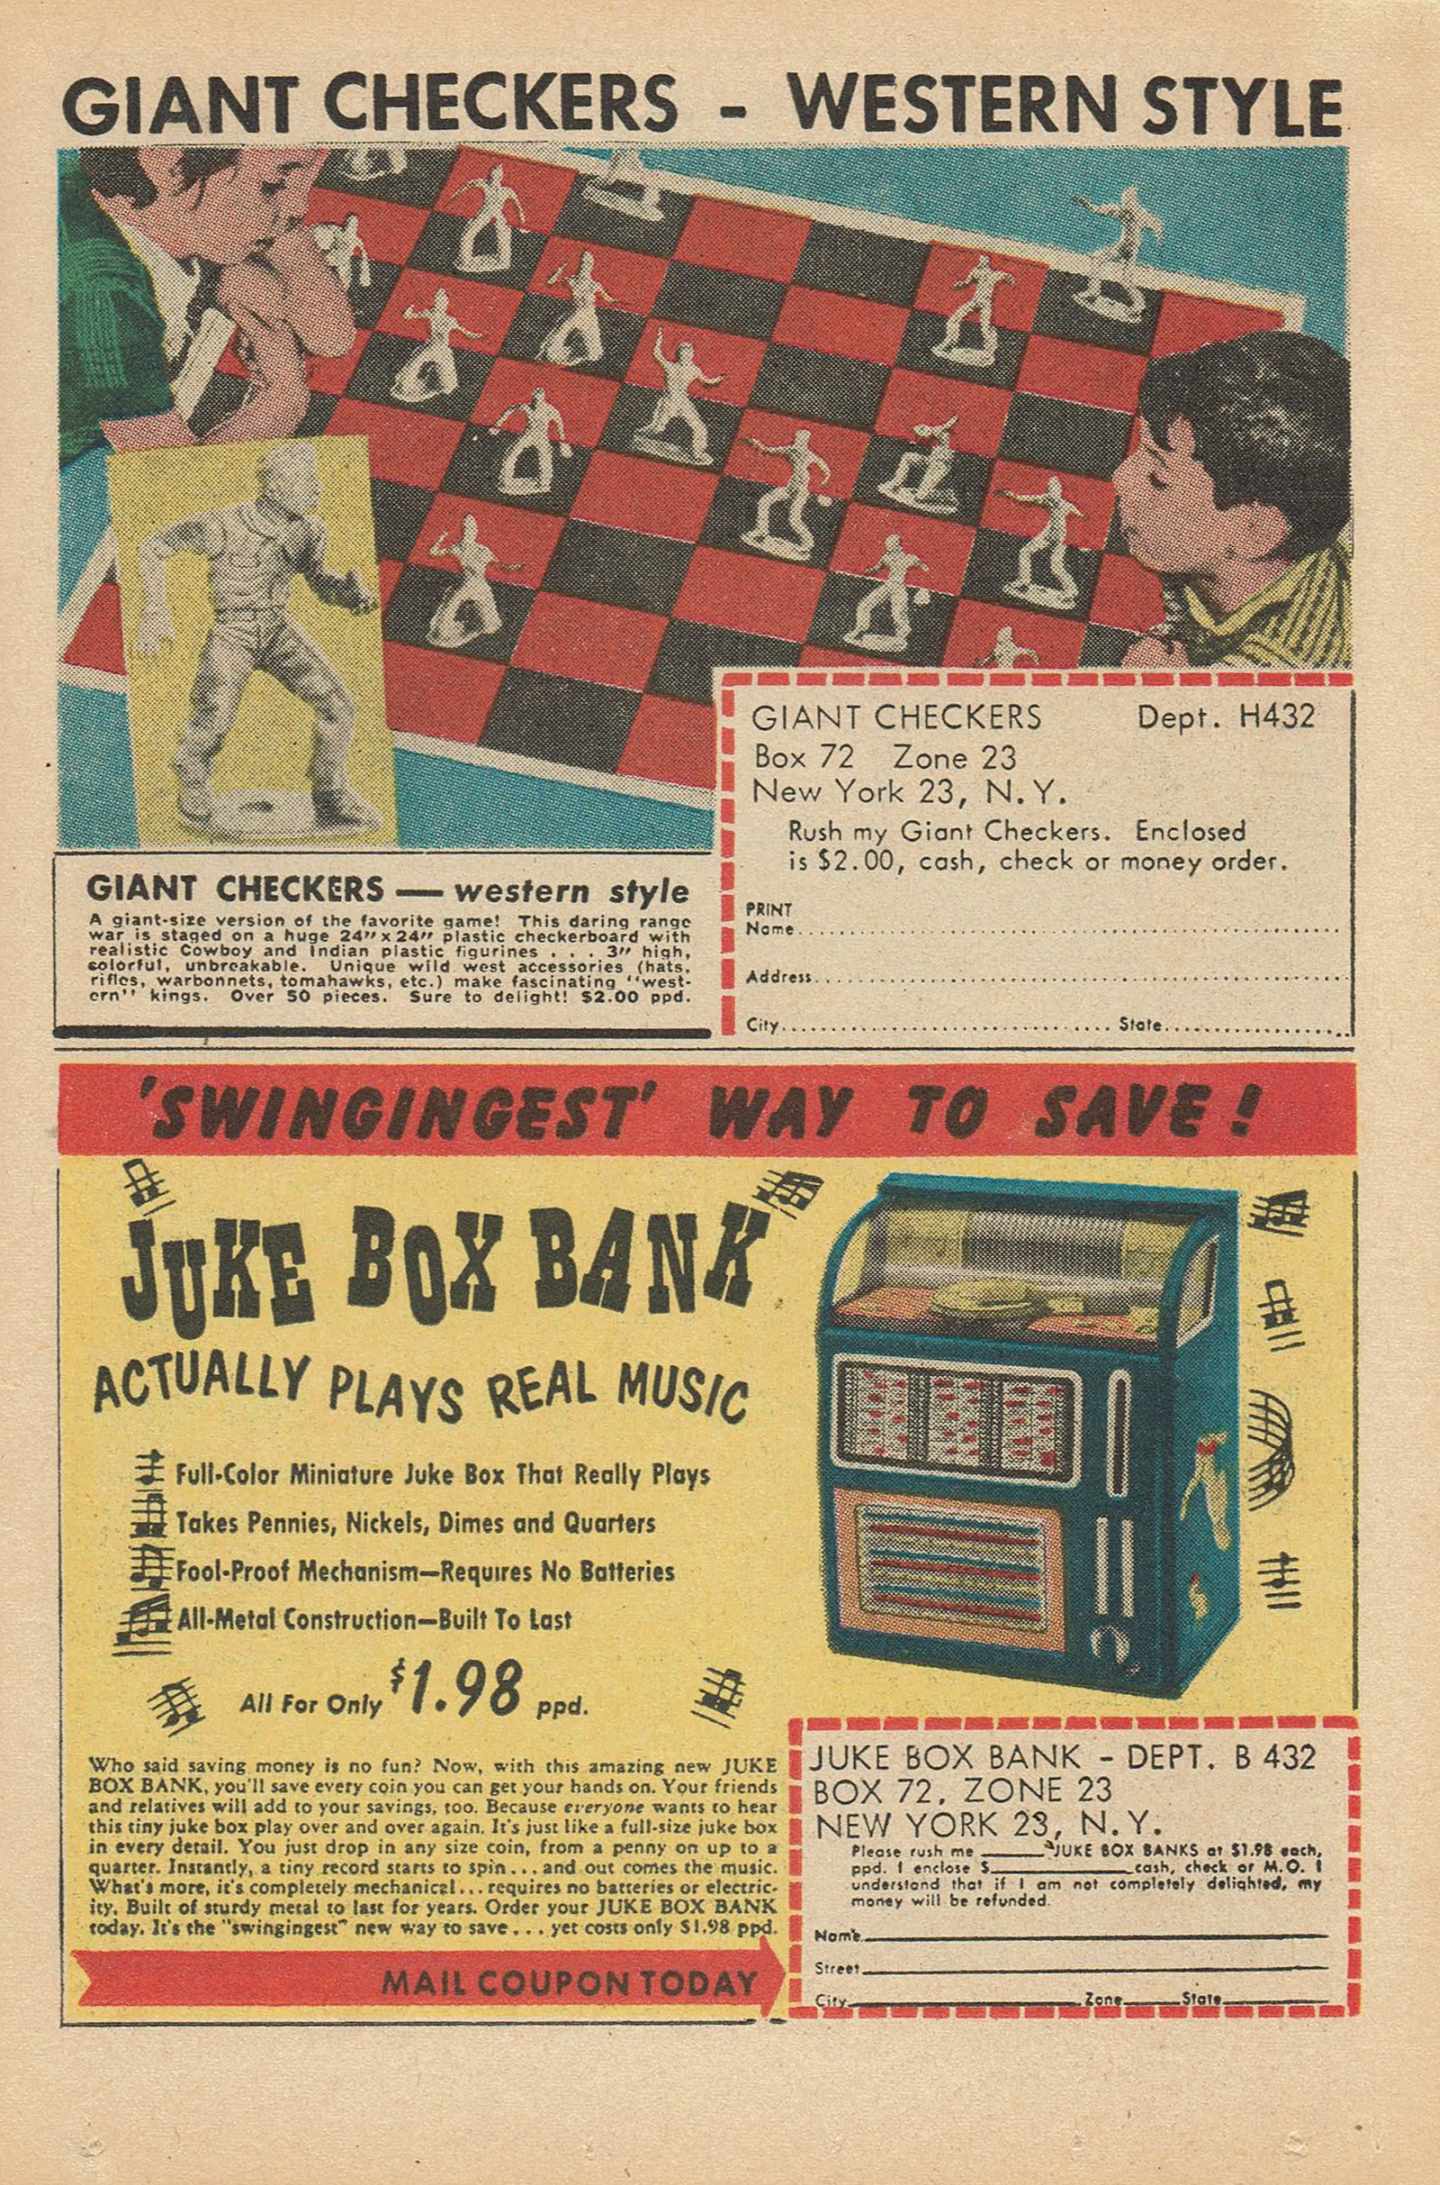 GIANT CHECKERS - WESTERN STYLE
GIANT CHECKERS — western style
A giant-size version of the favorite game! This daring range
war is staged on a huge 24" x 24" plastic checkerboard with
realistic Cowboy and Indian plastic figurines . . . 3" high,
colorful, unbreakable. Unique wild west accessories (hats,
rifles, warbonnets, tomahawks, etc.) make fascinating "west-
ern" kings. Over 50 pieces. Sure to delight! $2.00 ppd.
GIANT CHECKERS Dept. H432
Box 72 Zone 23
New York 23, N.Y.
Rush my Giant Checkers. Enclosed
is $2.00, cash, check or money order.
PRINT
Name
Address
City State
'SWINGINGEST' WAY TO SAVE!
JUKE BOX BANK
ACTUALLY PLAYS REAL MUSIC
Full-Color Miniature Juke Box That Really Plays
Takes Pennies, Nickels, Dimes and Quarters
Fool-Proof Mechanism—Requires No Batteries
All-Metal Construction—Built To Last
All For Only $1.98 ppd.
Who said saving money is no fun? Now, with this amazing new JUKE
BOX BANK, you'll save every coin you can get your hands on. Your friends
and relatives will add to your savings, too. Because everyone wants to hear
this tiny juke box play over and over again. It's just like a full-size juke box
in every detail. You just drop in any size coin, from a penny on up to a
quarter. Instantly, a tiny record starts to spin... and out comes the music.
What's more, it's completely mechanical... requires no batteries or electric-
ity. Built of sturdy metal to last for years. Order your JUKE BOX BANK
today. It's the "swingingest" new way to save... yet costs only $1.98 ppd.
MAIL COUPON TODAY
JUKE BOX BANK - DEPT. B 432
BOX 72, ZONE 23
NEW YORK 23, N.Y.
Please rush me ______ JUKE BOX BANKS at $1.98 each,
ppd. I enclose $____________ cash, check or M.O. I
understand that if I am not completely delighted, my
money will be refunded.
Name
Street
City Zone State